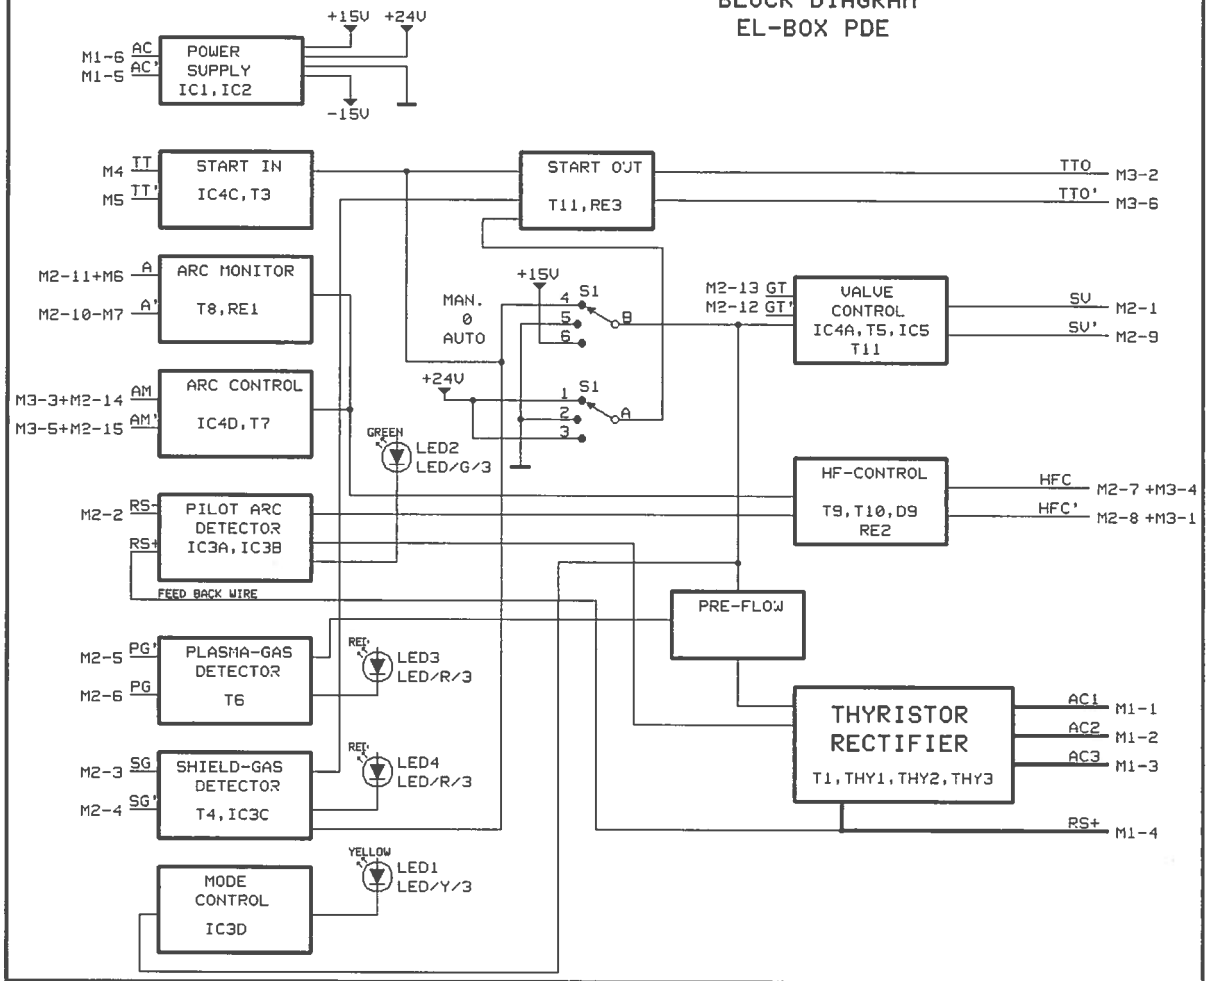 BLOCK DIAGRAM
EL-BOX PDE
+15V +24V
M1-6 AC
M1-5 AC'
POWER
SUPPLY
IC1,IC2
-15V
M4 TT
M5 TT'
START IN
IC4C,T3
START OUT
T11,RE3
TTO M3-2
TTO' M3-6
M2-11+M6 A
M2-10-M7 A'
ARC MONITOR
T8,RE1
+15V
MAN.
0
AUTO
4 S1
5 B
6
M2-13 GT
M2-12 GT'
VALVE
CONTROL
IC4A,T5,IC5
T11
SV M2-1
SV' M2-9
M3-3+M2-14 AM
M3-5+M2-15 AM'
ARC CONTROL
IC4D,T7
+24V
1 S1
2 A
3
GREEN
LED2
LED/G/3
M2-2 RS-
RS+
PILOT ARC
DETECTOR
IC3A,IC3B
FEED BACK WIRE
HF-CONTROL
T9,T10,D9
RE2
HFC M2-7 +M3-4
HFC' M2-8 +M3-1
PRE-FLOW
M2-5 PG'
M2-6 PG
PLASMA-GAS
DETECTOR
T6
RED
LED3
LED/R/3
M2-3 SG
M2-4 SG'
SHIELD-GAS
DETECTOR
T4,IC3C
RED
LED4
LED/R/3
THYRISTOR
RECTIFIER
T1,THY1,THY2,THY3
AC1 M1-1
AC2 M1-2
AC3 M1-3
RS+ M1-4
MODE
CONTROL
IC3D
YELLOW
LED1
LED/Y/3